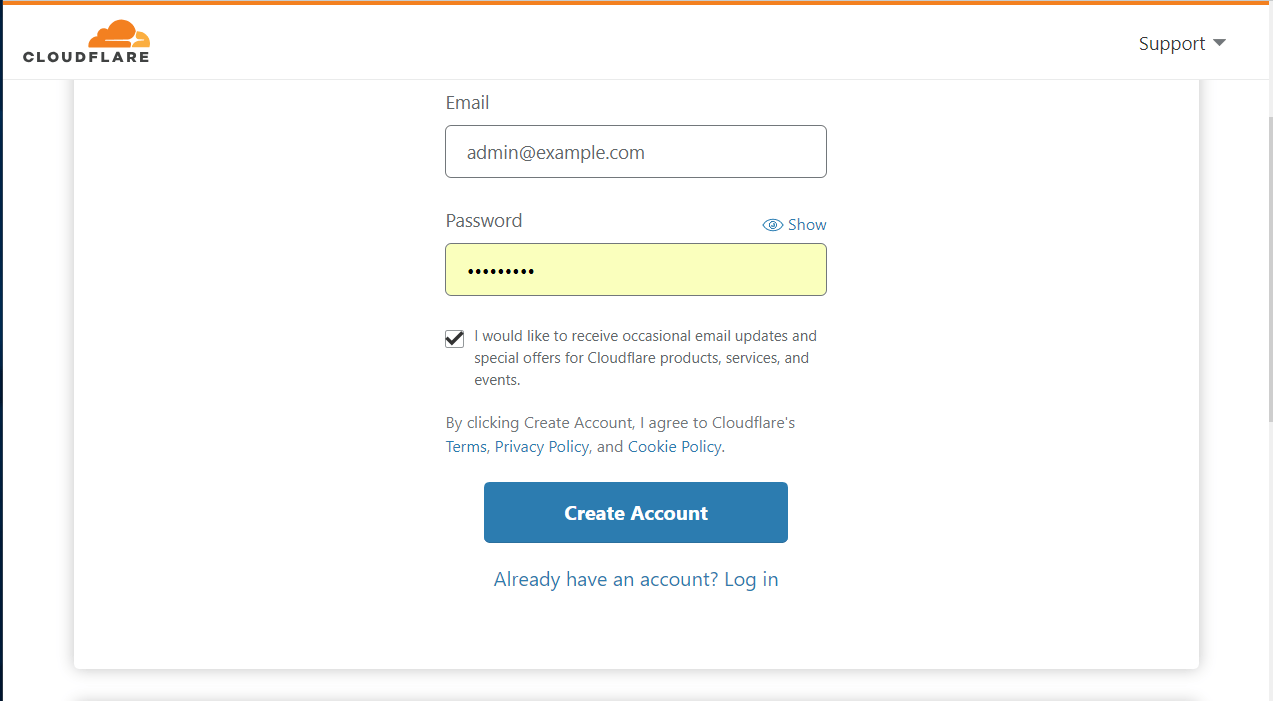 CLOUDFLARE
Support
Email
admin@example.com
Password
Show
•••••••••
I would like to receive occasional email updates and
special offers for Cloudflare products, services, and
events.
By clicking Create Account, I agree to Cloudflare's
Terms, Privacy Policy, and Cookie Policy.
Create Account
Already have an account? Log in